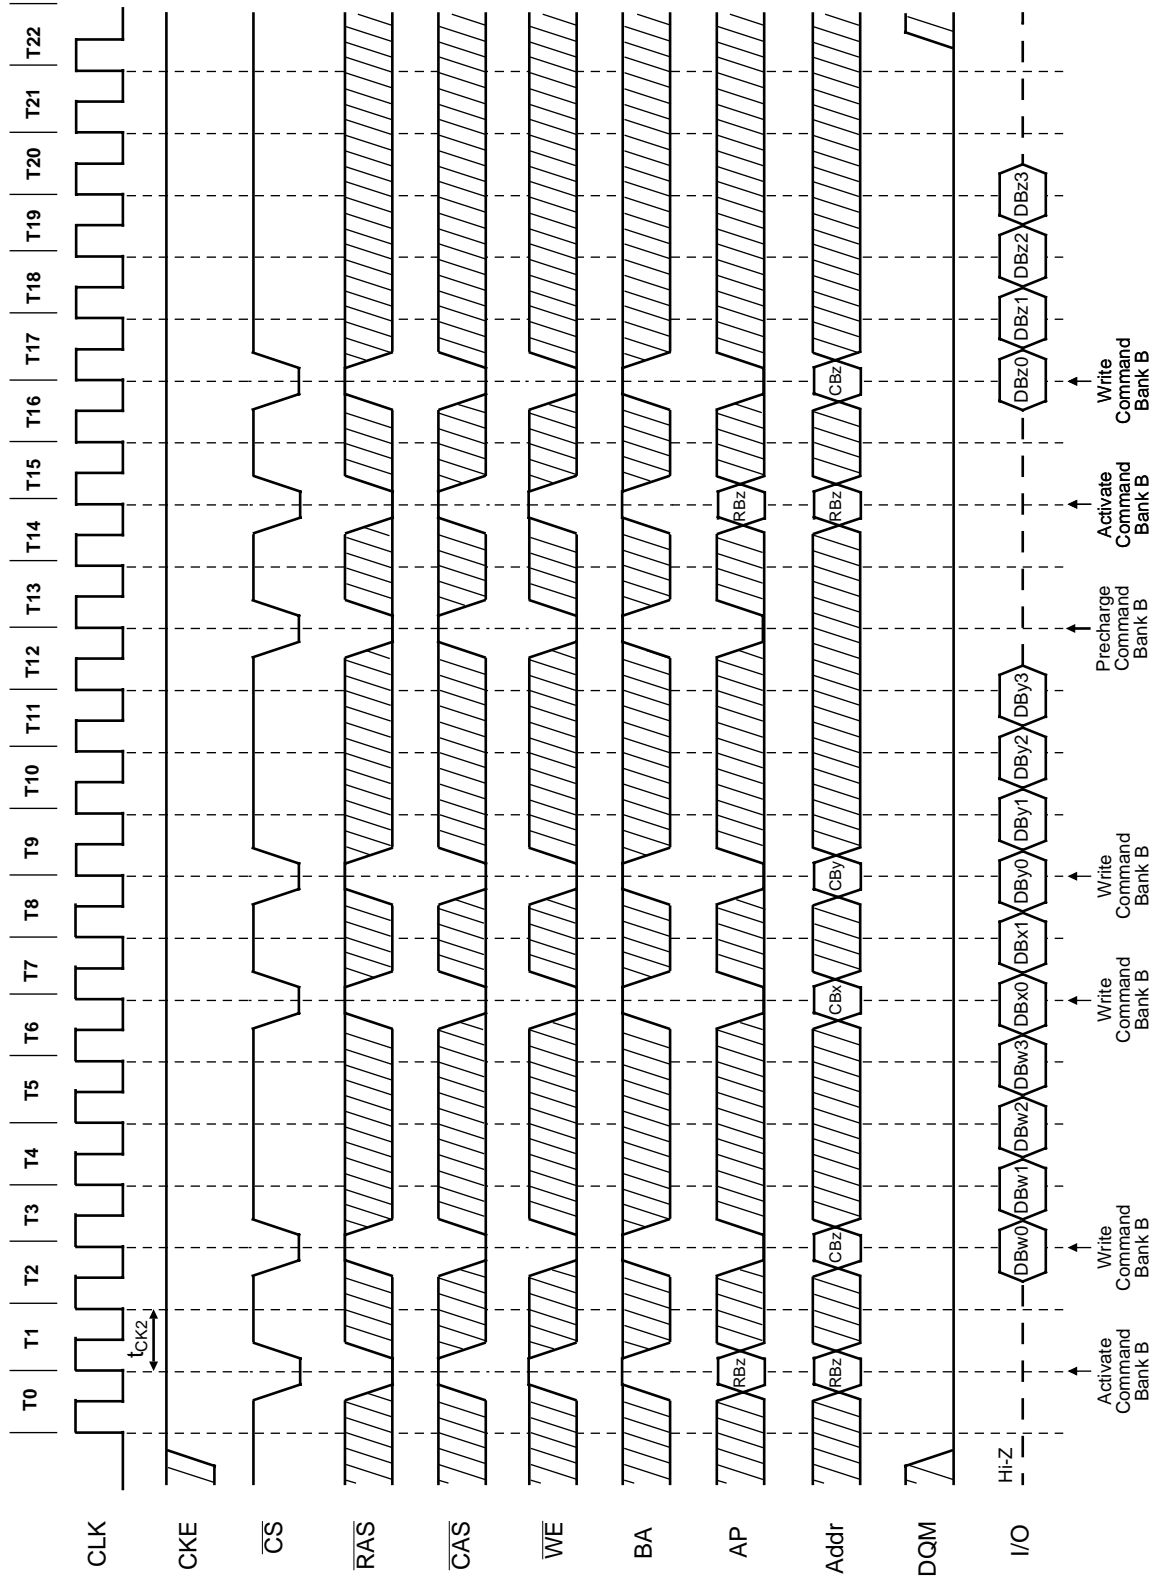 T0 T1 T2 T3 T4 T5 T6 T7 T8 T9 T10 T11 T12 T13 T14 T15 T16 T17 T18 T19 T20 T21 T22
CLK
tCK2
CKE
CS
RAS
CAS
WE
BA
AP
RBz RBz
Addr
RBz CBz CBx CBy RBz CBz
DQM
I/O
Hi-Z
DBw0 DBw1 DBw2 DBw3 DBx0 DBx1 DBy0 DBy1 DBy2 DBy3 DBz0 DBz1 DBz2 DBz3
Activate
Command
Bank B
Write
Command
Bank B
Write
Command
Bank B
Write
Command
Bank B
Precharge
Command
Bank B
Activate
Command
Bank B
Write
Command
Bank B